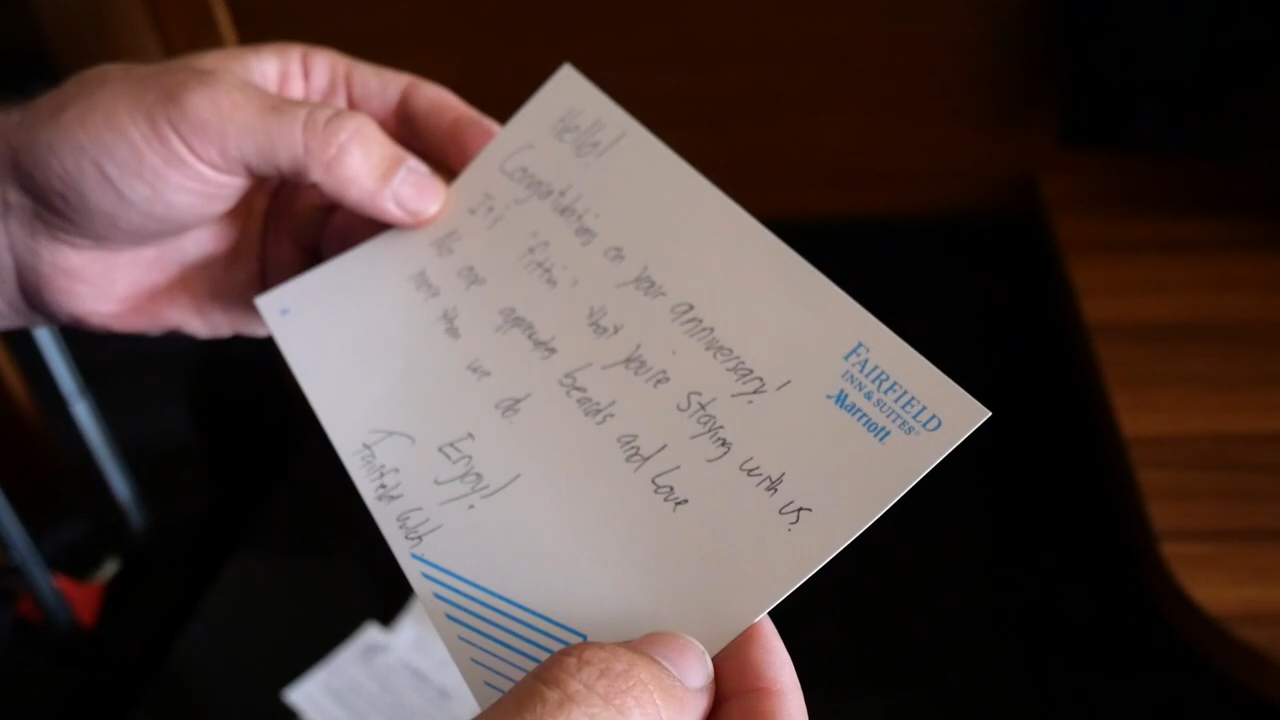 Hello!
Congratulations on your anniversary!
It's "fittin'" that you're staying with us.
No one appreciates beards and love
more than we do.
Enjoy!
Fairfield
FAIRFIELD
INN & SUITES®
Marriott.